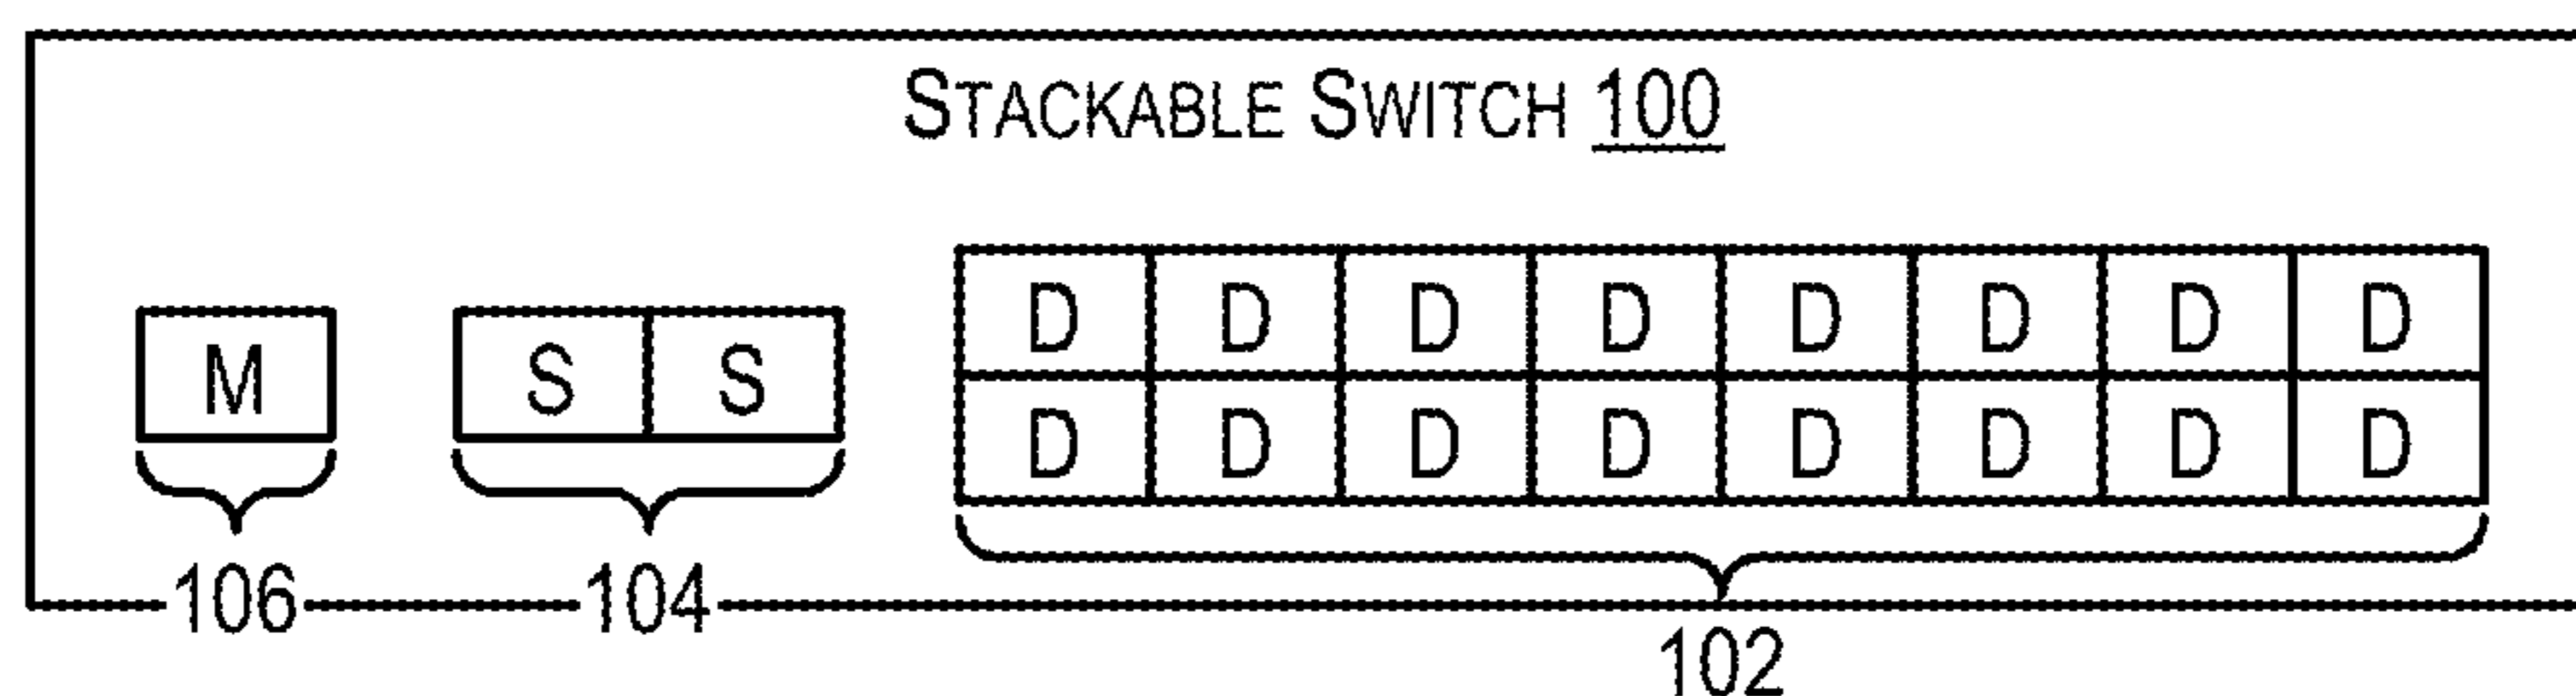 STACKABLE SWITCH 100
D D D D D D D D
M S S
D D D D D D D D
106 104
102